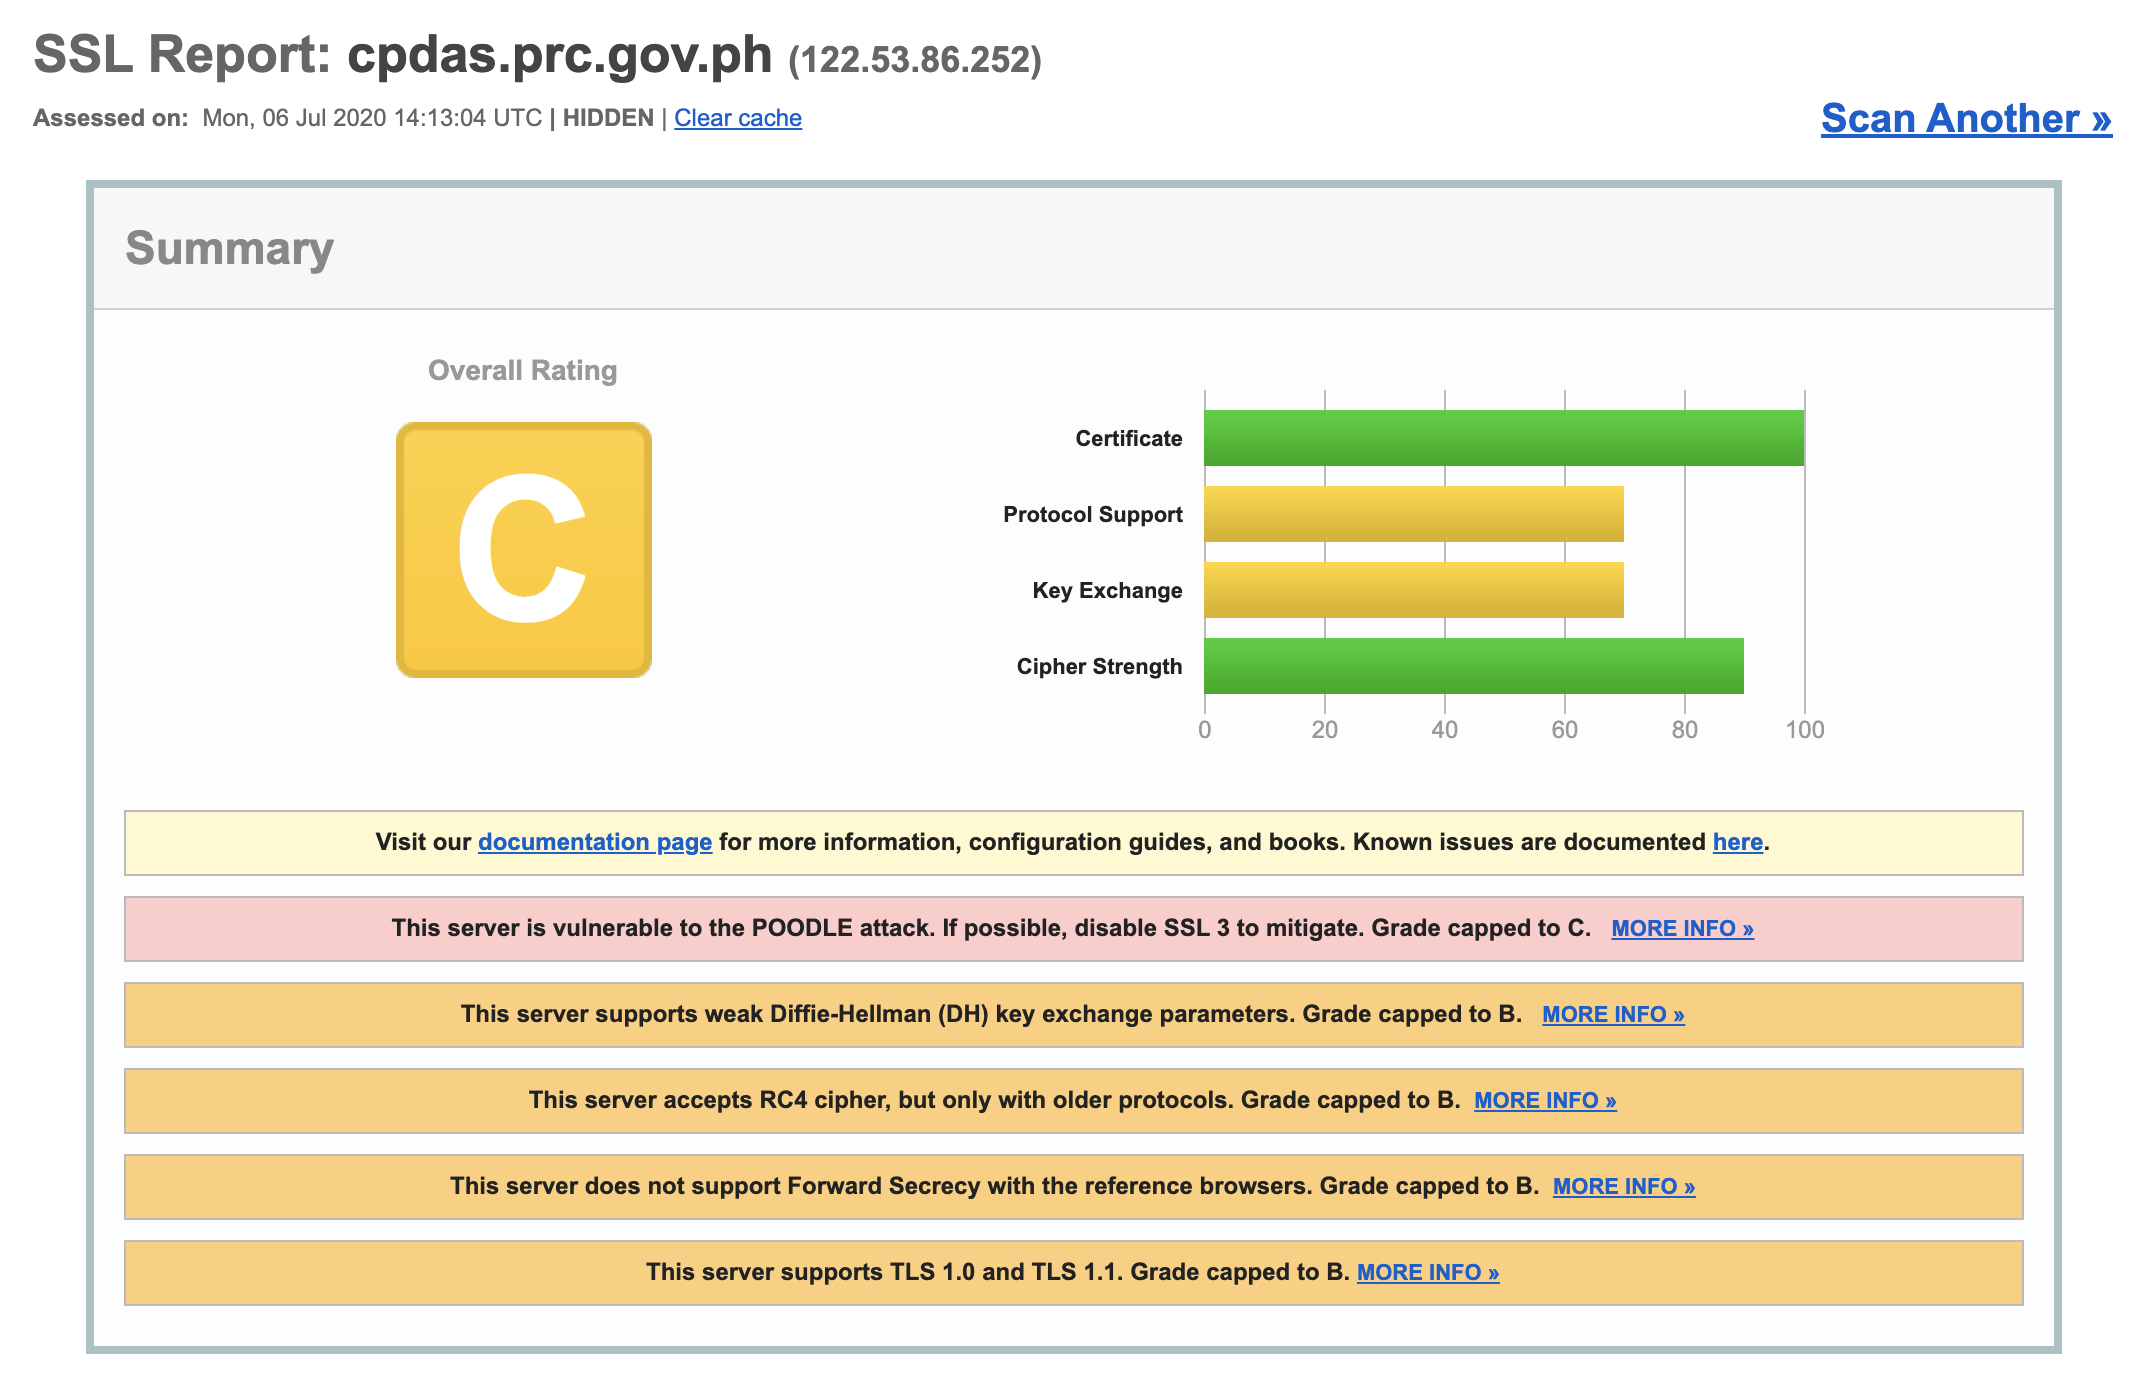 SSL Report: cpdas.prc.gov.ph (122.53.86.252)
Assessed on: Mon, 06 Jul 2020 14:13:04 UTC | HIDDEN | Clear cache
Scan Another »
Summary
Overall Rating
C
Certificate
Protocol Support
Key Exchange
Cipher Strength
0 20 40 60 80 100
Visit our documentation page for more information, configuration guides, and books. Known issues are documented here.
This server is vulnerable to the POODLE attack. If possible, disable SSL 3 to mitigate. Grade capped to C. MORE INFO »
This server supports weak Diffie-Hellman (DH) key exchange parameters. Grade capped to B. MORE INFO »
This server accepts RC4 cipher, but only with older protocols. Grade capped to B. MORE INFO »
This server does not support Forward Secrecy with the reference browsers. Grade capped to B. MORE INFO »
This server supports TLS 1.0 and TLS 1.1. Grade capped to B. MORE INFO »